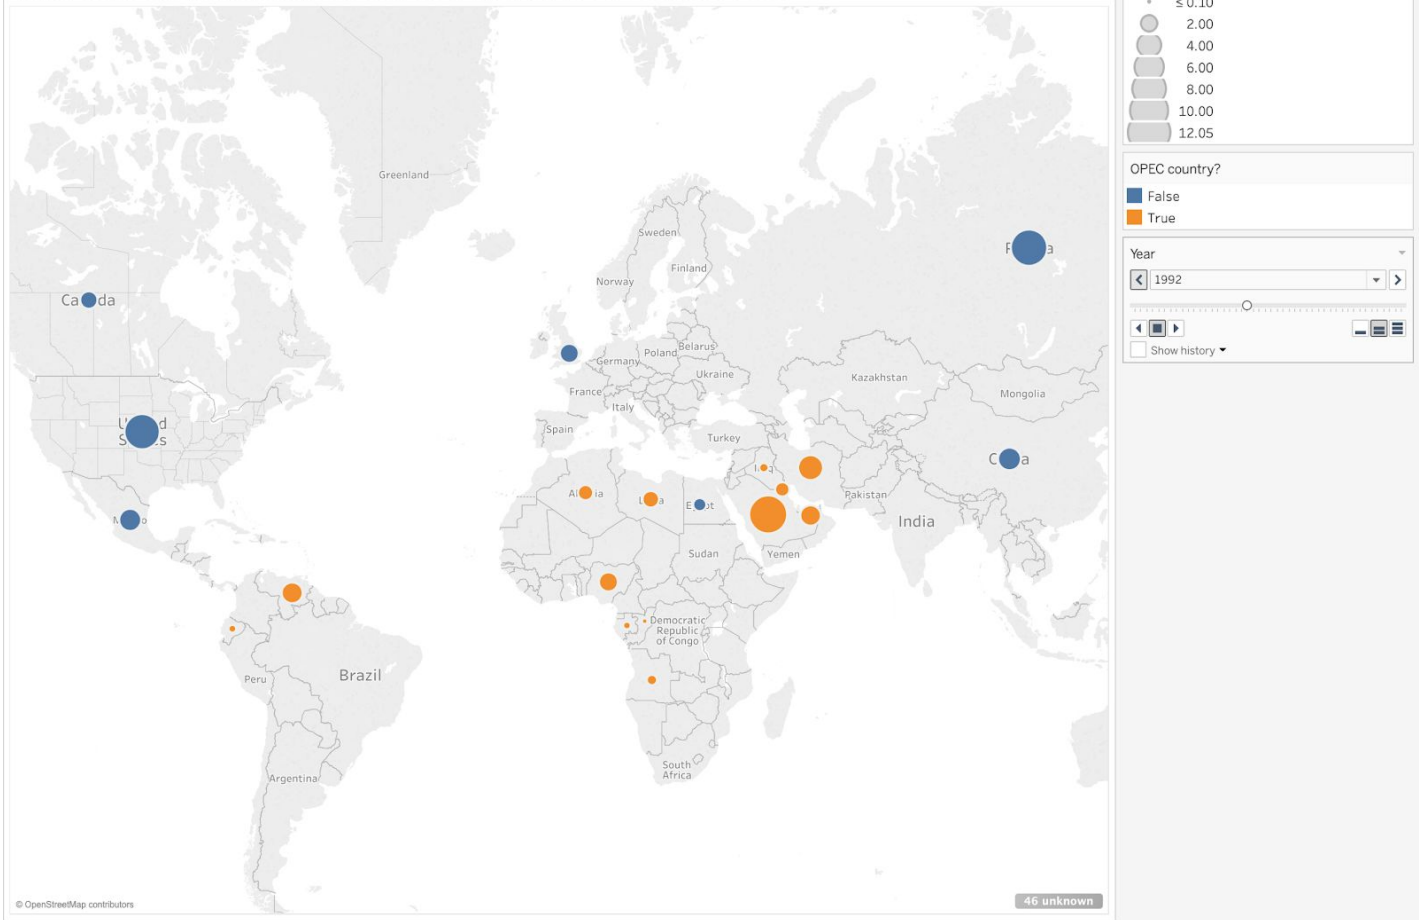 ≤ 0.10
2.00
4.00
6.00
8.00
10.00
12.05
OPEC country?
False
True
Year
1992
Show history
Greenland
Sweden
Finland
Norway
Belarus
Poland
Germany
Ukraine
France
Kazakhstan
Mongolia
Italy
Spain
Turkey
Pakistan
India
Sudan
Yemen
Democratic
Republic
of Congo
Brazil
Peru
South
Africa
Argentina
© OpenStreetMap contributors
46 unknown